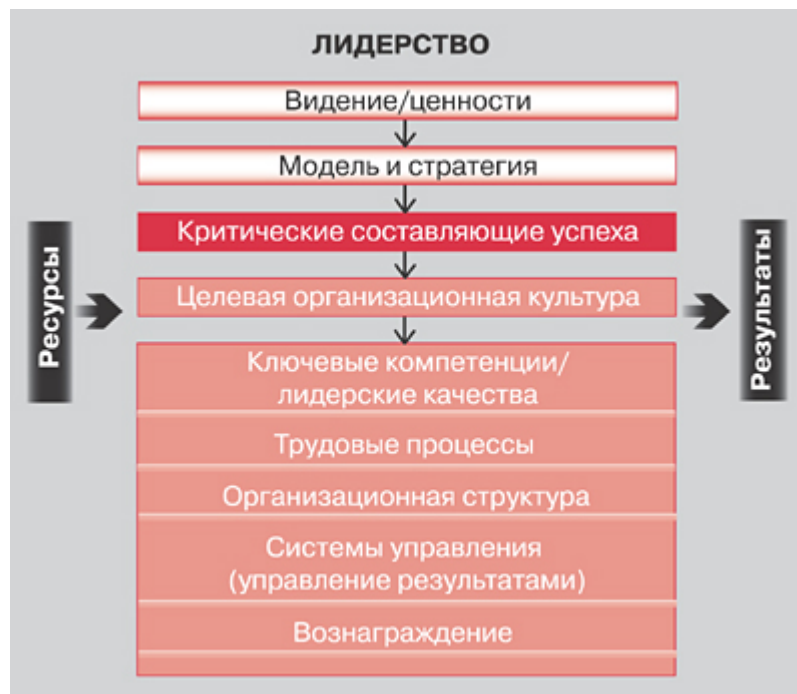 ЛИДЕРСТВО
Видение/ценности
Модель и стратегия
Критические составляющие успеха
Целевая организационная культура
Ключевые компетенции/
лидерские качества
Трудовые процессы
Организационная структура
Системы управления
(управление результатами)
Вознаграждение
Ресурсы
Результаты